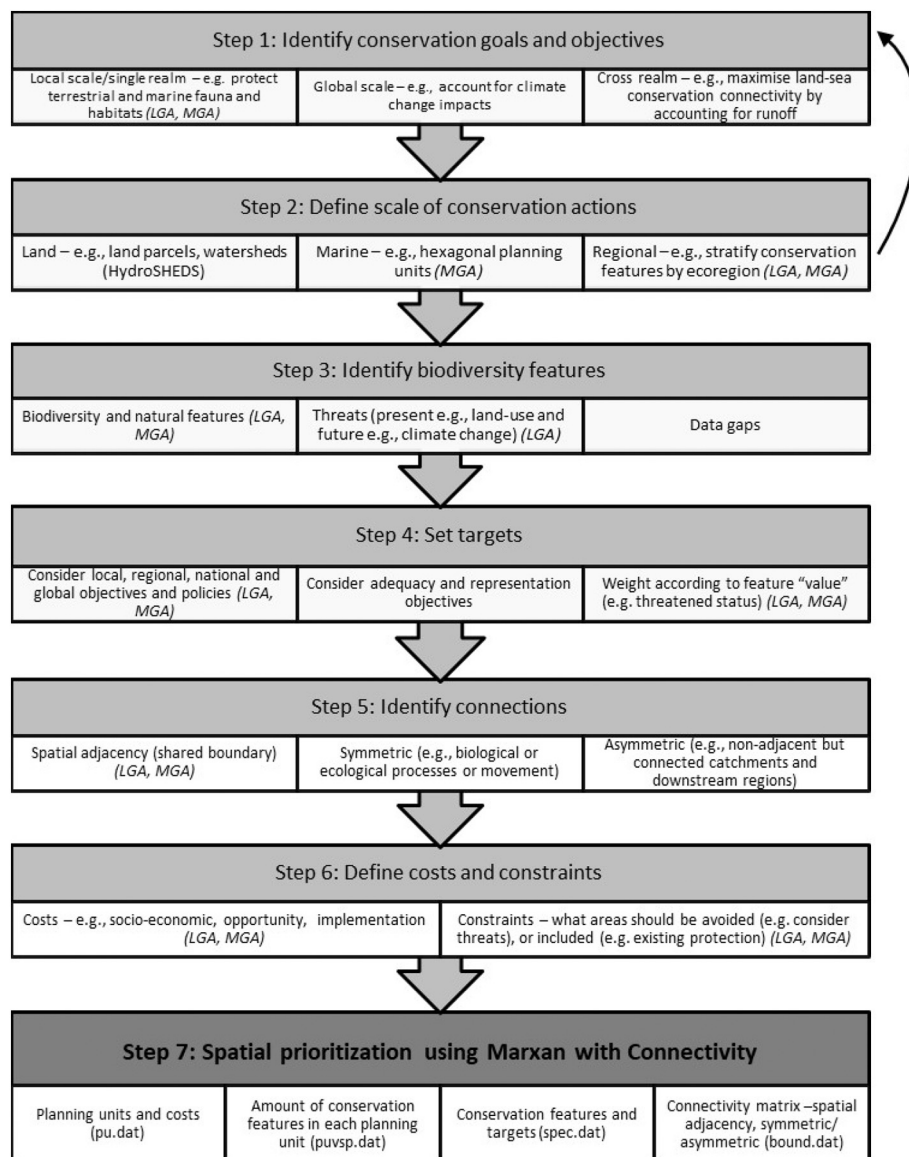 Step 1: Identify conservation goals and objectives
Local scale/single realm – e.g. protect
terrestrial and marine fauna and
habitats (LGA, MGA)
Global scale – e.g., account for climate
change impacts
Cross realm – e.g., maximise land-sea
conservation connectivity by
accounting for runoff
Step 2: Define scale of conservation actions
Land – e.g., land parcels, watersheds
(HydroSHEDS)
Marine – e.g., hexagonal planning
units (MGA)
Regional – e.g., stratify conservation
features by ecoregion (LGA, MGA)
Step 3: Identify biodiversity features
Biodiversity and natural features (LGA,
MGA)
Threats (present e.g., land-use and
future e.g., climate change) (LGA)
Data gaps
Step 4: Set targets
Consider local, regional, national and
global objectives and policies (LGA,
MGA)
Consider adequacy and representation
objectives
Weight according to feature “value”
(e.g. threatened status) (LGA, MGA)
Step 5: Identify connections
Spatial adjacency (shared boundary)
(LGA, MGA)
Symmetric (e.g., biological or
ecological processes or movement)
Asymmetric (e.g., non-adjacent but
connected catchments and
downstream regions)
Step 6: Define costs and constraints
Costs – e.g., socio-economic, opportunity, implementation
(LGA, MGA)
Constraints – what areas should be avoided (e.g. consider
threats), or included (e.g. existing protection) (LGA, MGA)
Step 7: Spatial prioritization using Marxan with Connectivity
Planning units and costs
(pu.dat)
Amount of conservation
features in each planning
unit (puvsp.dat)
Conservation features and
targets (spec.dat)
Connectivity matrix –spatial
adjacency, symmetric/
asymmetric (bound.dat)